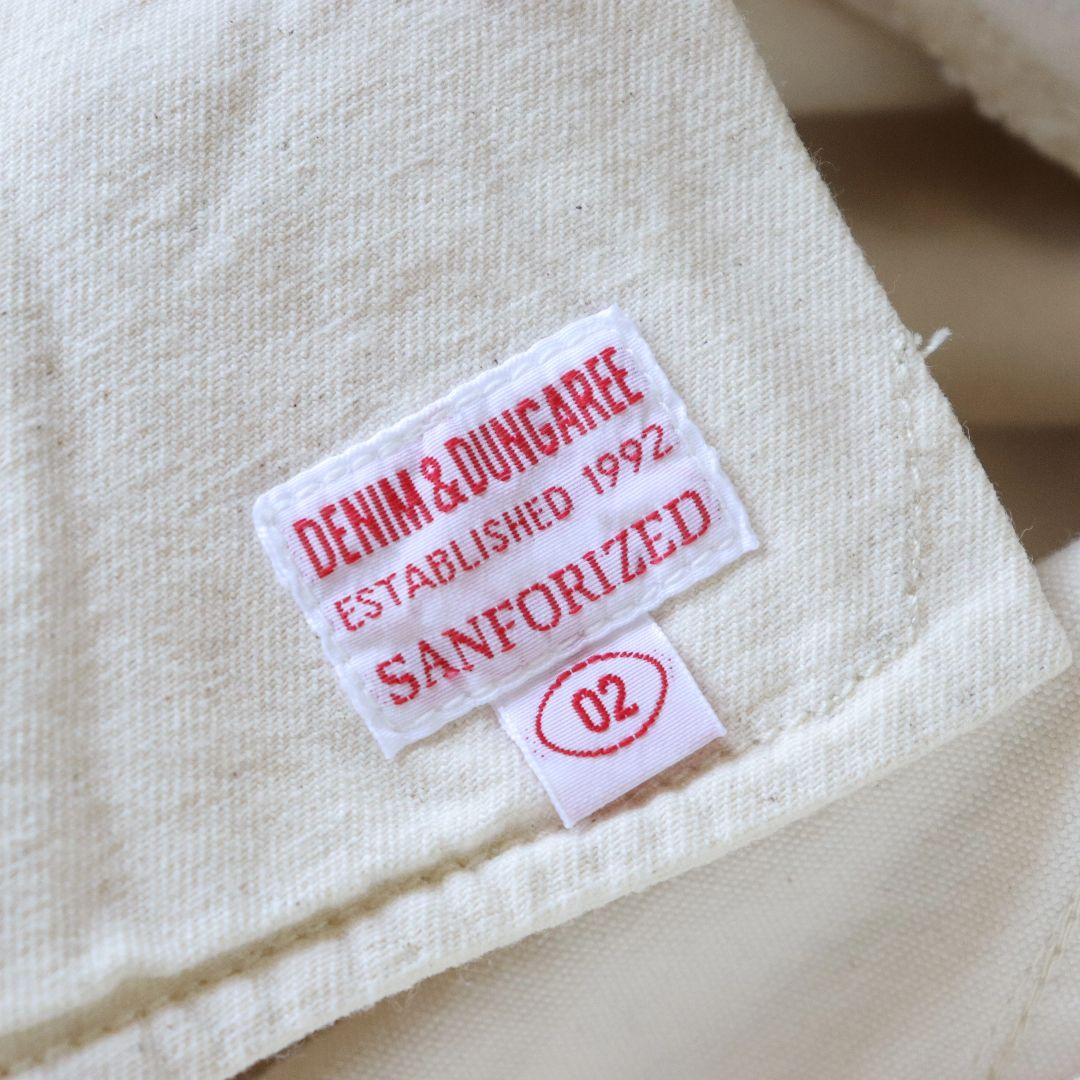 DENIM & DUNGAREE
ESTABLISHED 1992
SANFORIZED
02